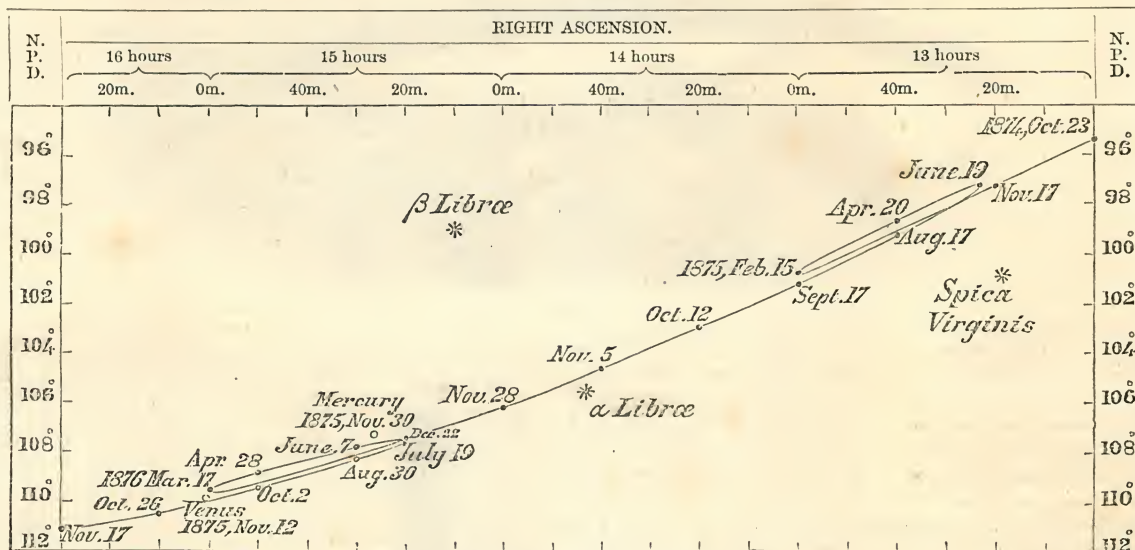 RIGHT ASCENSION.
N.
P.
D.
N.
P.
D.
16 hours 15 hours 14 hours 13 hours
20m. 0m. 40m. 20m. 0m. 40m. 20m. 0m. 40m. 20m.
1874, Oct. 23
96° 96°
June. 19
98° Apr. 20 Nov. 17 98°
β Libræ
100° Aug. 17 100°
1875, Feb. 15
102° Sept. 17 Spica 102°
Oct. 12 Virginis
104° 104°
Nov. 5
106° Mercury Nov. 28 α Libræ 106°
1875, Nov. 30
Dec. 22
108° June. 7 July 19 108°
Apr 28 Aug. 30
1876 Mar. 17
110° Oct. 26 Oct. 2 110°
Venus
Nov. 17 1875, Nov. 12
112° 112°